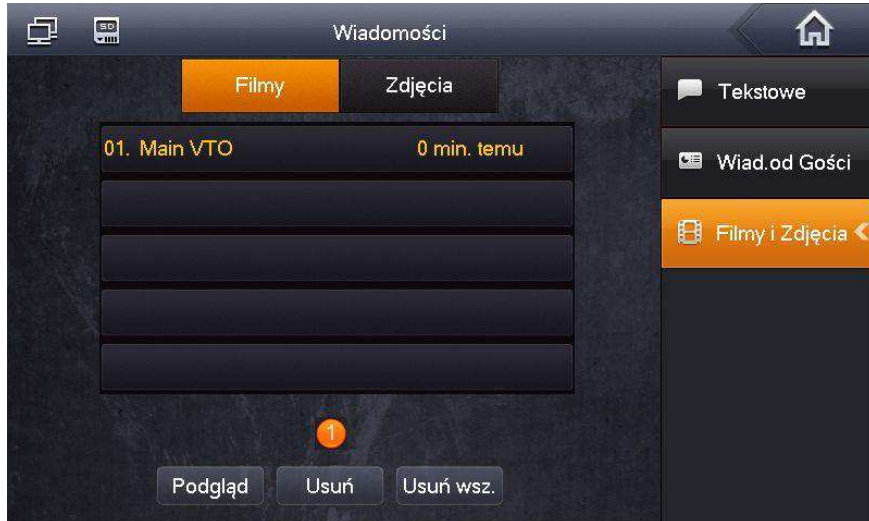 SD
Wiadomości
Filmy
Zdjęcia
01. Main VTO 0 min. temu
1
Podgląd
Usuń
Usuń wsz.
Tekstowe
Wiad.od Gości
Filmy i Zdjęcia